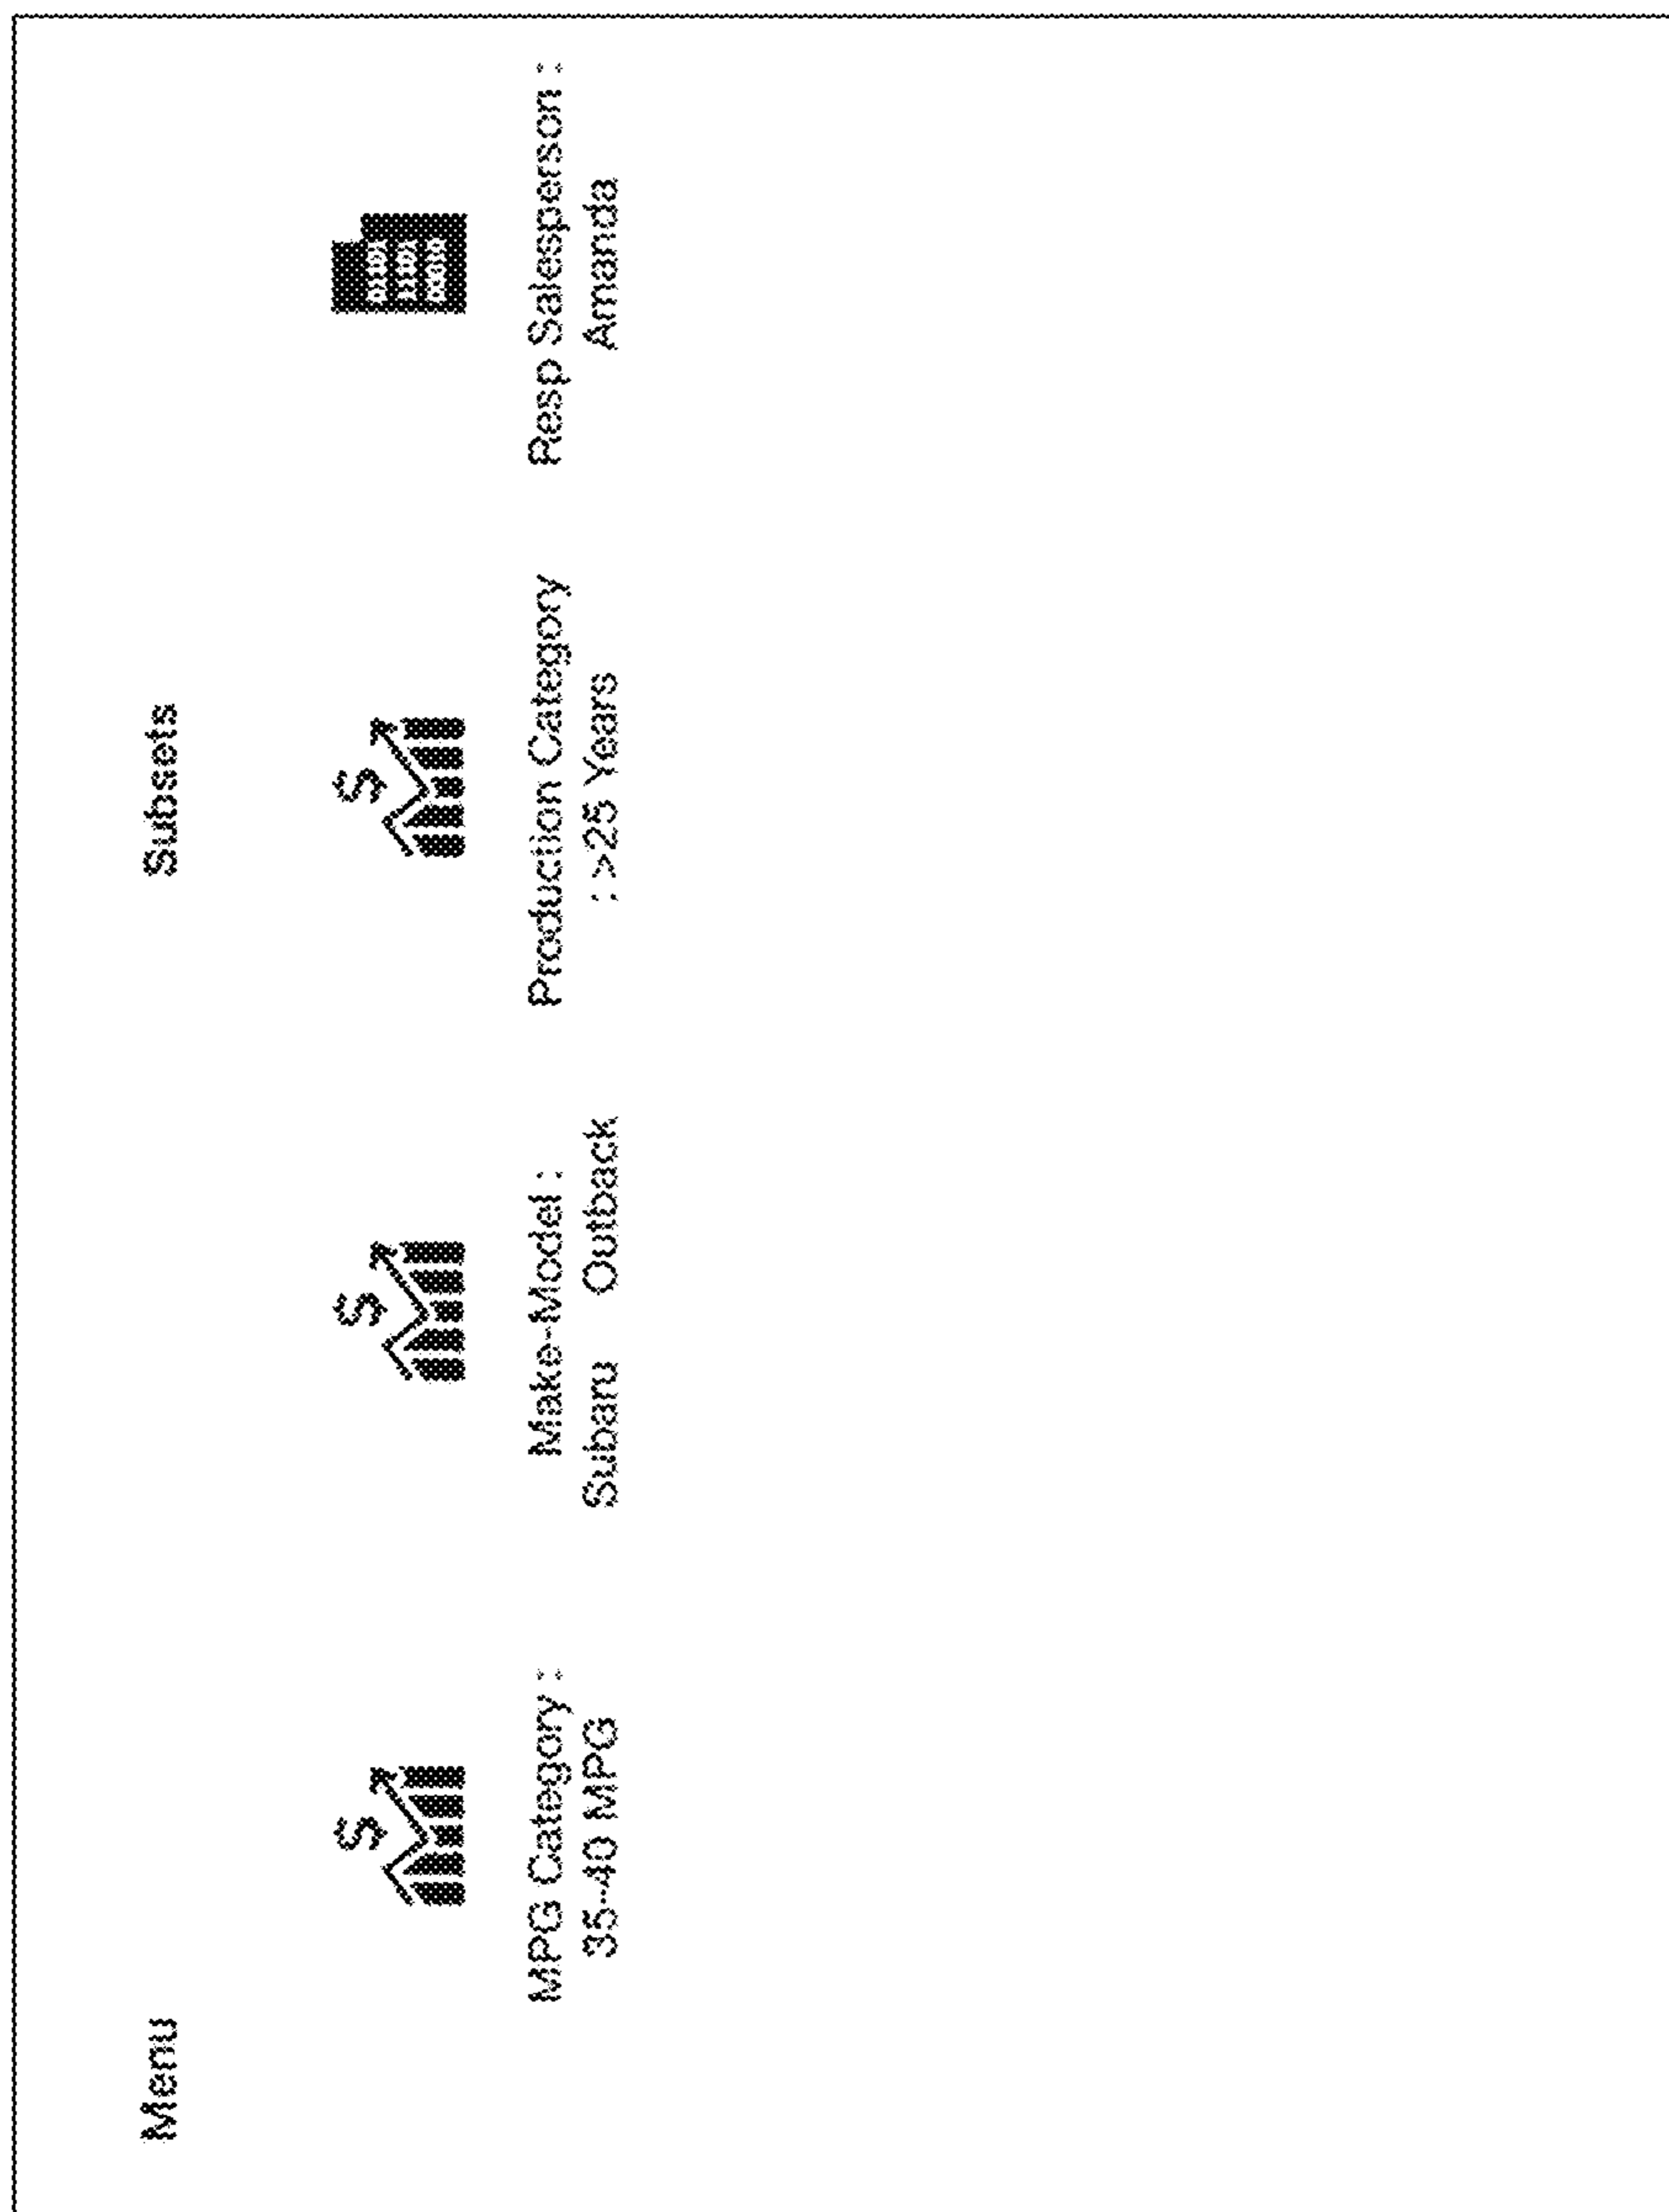 Menu
Subsets
MPG Category :
35-40 MPG
Make-Model :
Subaru Outback
Production Category
: >25 Years
Resp Salesperson :
Amanda